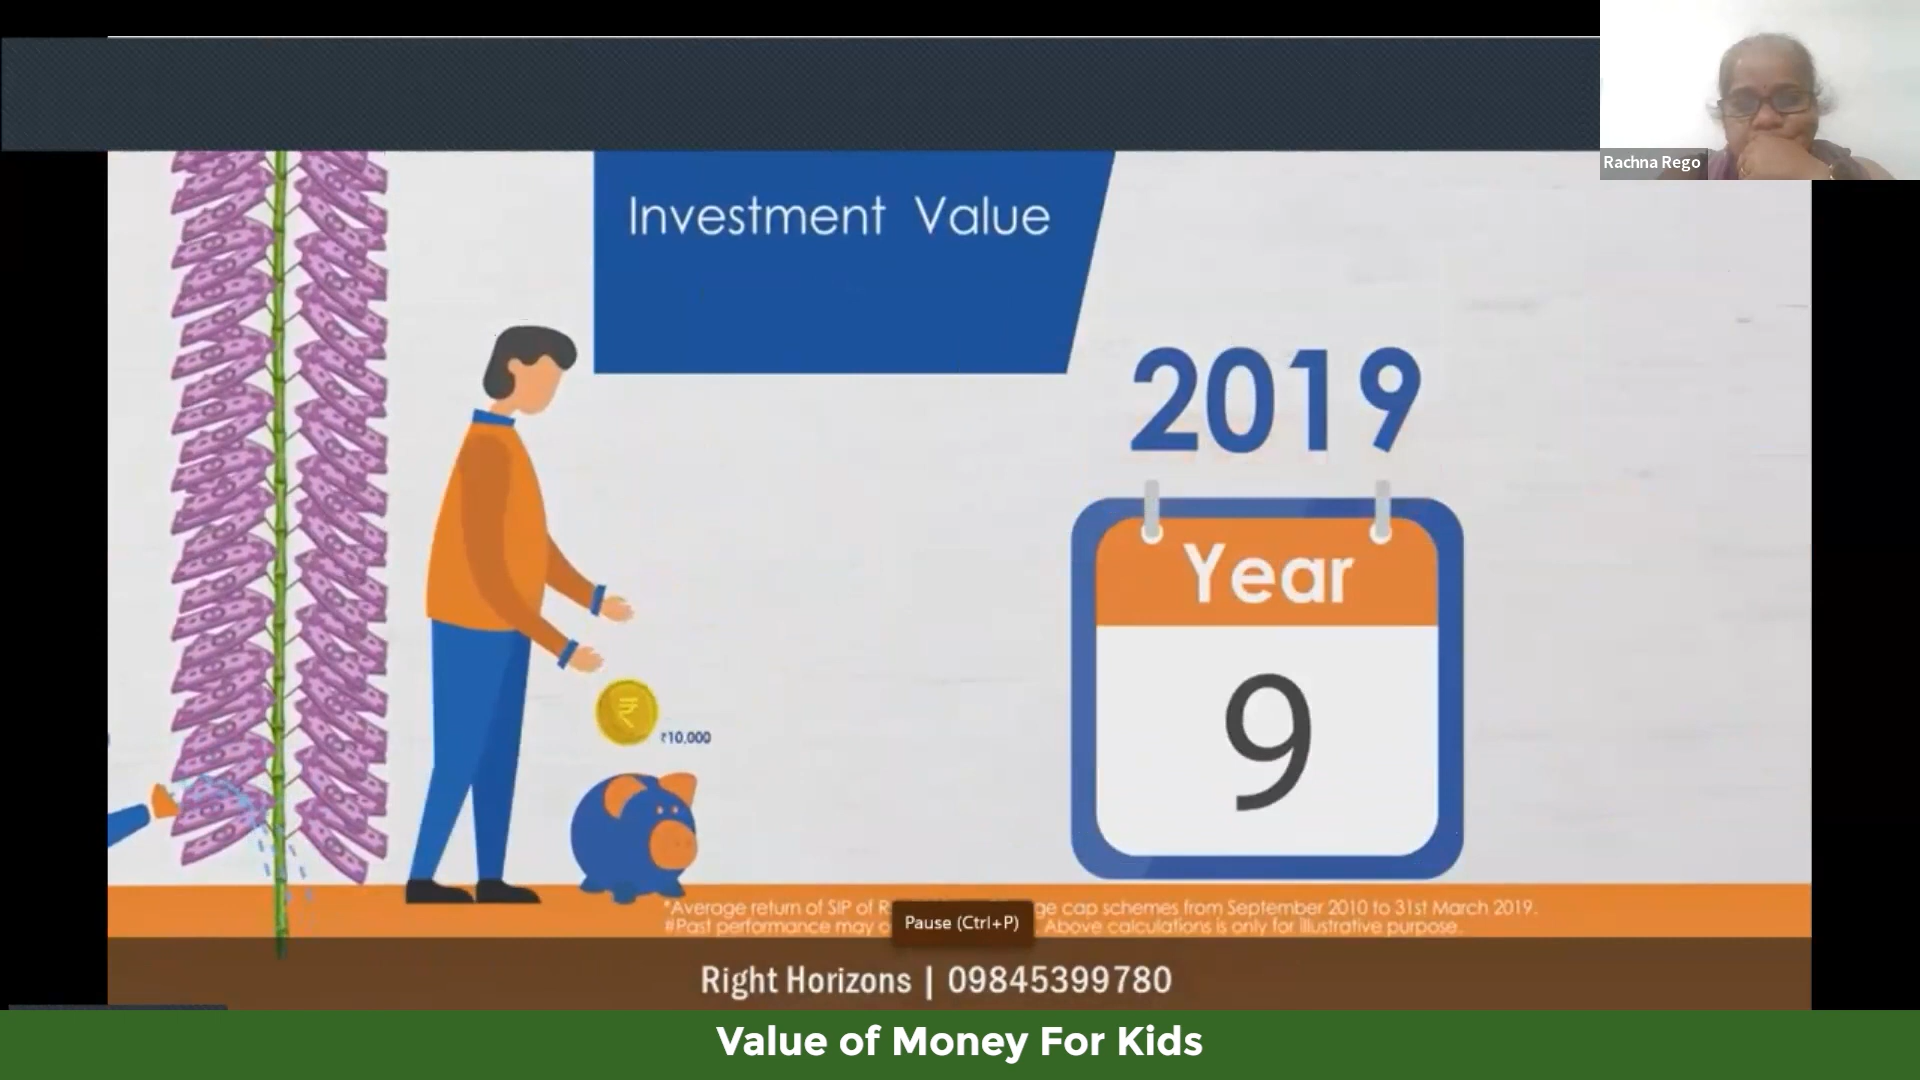 Rachna Rego
Investment Value
2019
Year
9
₹
₹10,000
*Average return of SIP of ge cap schemes from September 2010 to 31st March 2019.
#Past performance may Above calculations is only for illustrative purpose.
Pause (Ctrl+P)
Right Horizons | 09845399780
Value of Money For Kids